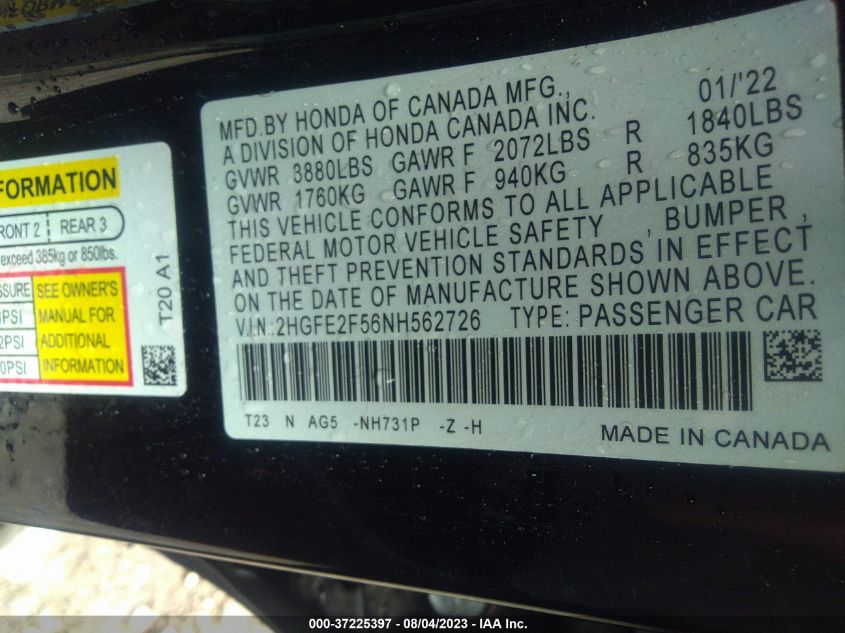 FORMATION
RONT 2 REAR 3
exceed 385kg or 850lbs.
SSURE SEE OWNER'S
PSI MANUAL FOR
2PSI ADDITIONAL
0PSI INFORMATION
T20 A1
MFD.BY HONDA OF CANADA MFG., 01/'22
A DIVISION OF HONDA CANADA INC.
GVWR 3880LBS GAWR F 2072LBS R 1840LBS
GVWR 1760KG GAWR F 940KG R 835KG
THIS VEHICLE CONFORMS TO ALL APPLICABLE
FEDERAL MOTOR VEHICLE SAFETY , BUMPER ,
AND THEFT PREVENTION STANDARDS IN EFFECT
ON THE DATE OF MANUFACTURE SHOWN ABOVE.
V.I.N.:2HGFE2F56NH562726 TYPE: PASSENGER CAR
T23 N AG5 -NH731P -Z -H
MADE IN CANADA
000-37225397 - 08/04/2023 - IAA Inc.